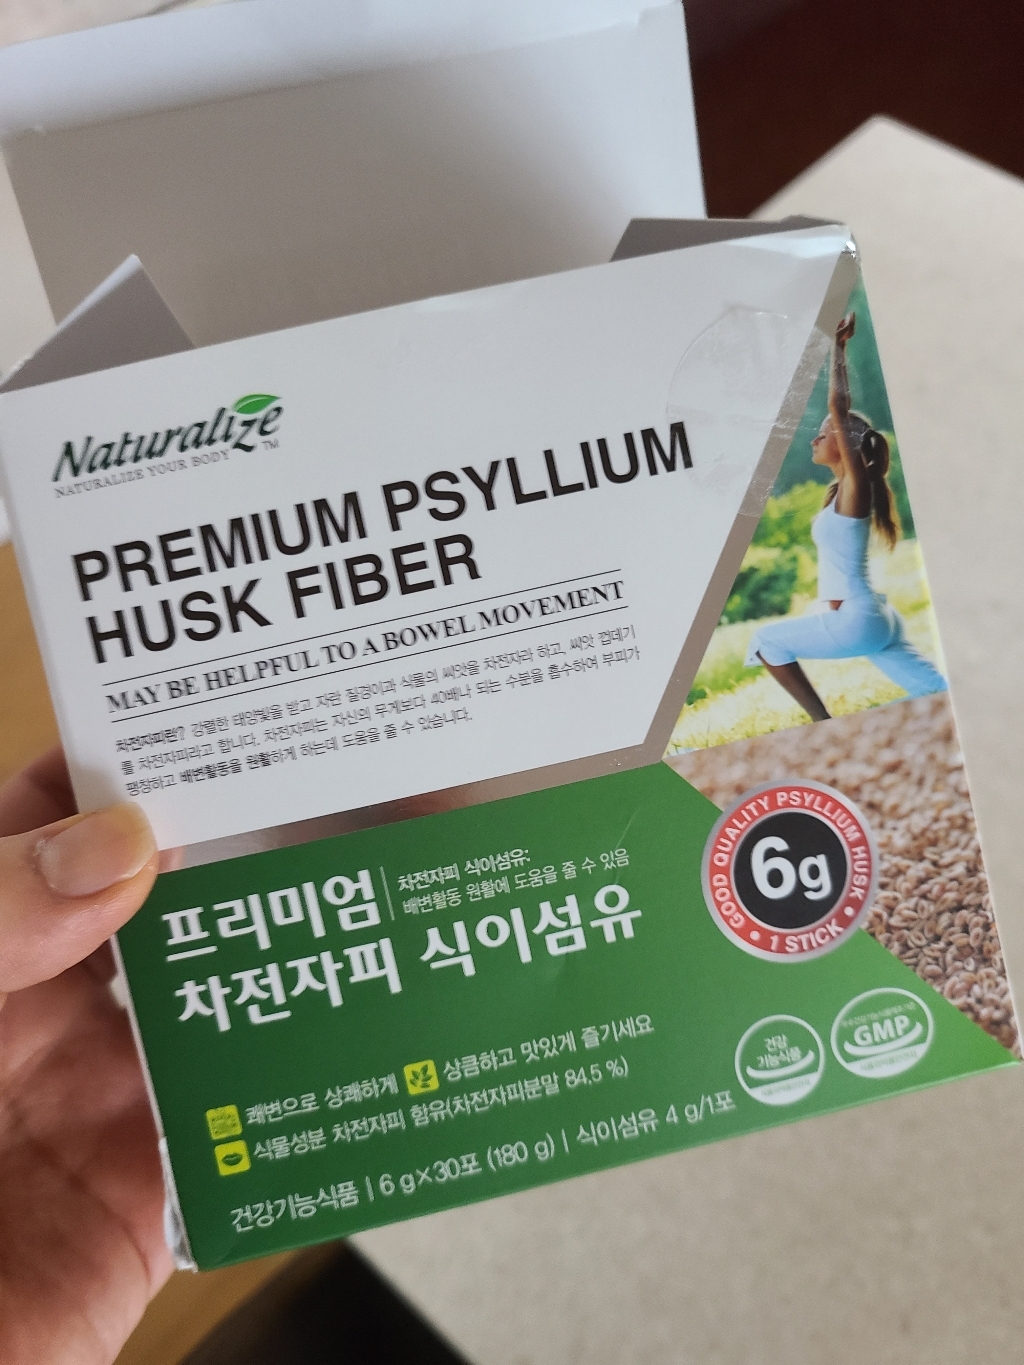 Naturalize™
NATURALIZE YOUR BODY
PREMIUM PSYLLIUM
HUSK FIBER
MAY BE HELPFUL TO A BOWEL MOVEMENT
차전자피란? 강렬한 태양빛을 받고 자란 질경이과 식물의 씨앗을 차전자라 하고, 씨앗 껍데기
를 차전자피라고 합니다. 차전자피는 자신의 무게보다 40배나 되는 수분을 흡수하여 부피가
팽창하고 배변활동을 원활하게 하는데 도움을 줄 수 있습니다.
프리미엄
차전자피 식이섬유:
배변활동 원활에 도움을 줄 수 있음
차전자피 식이섬유
GOOD QUALITY PSYLLIUM HUSK
6g
• 1 STICK •
쾌변으로 상쾌하게
상큼하고 맛있게 즐기세요
식물성분 차전자피 함유(차전자피분말 84.5 %)
건강기능식품 | 6 g×30포 (180 g) | 식이섬유 4 g/1포
건강
기능식품
GMP